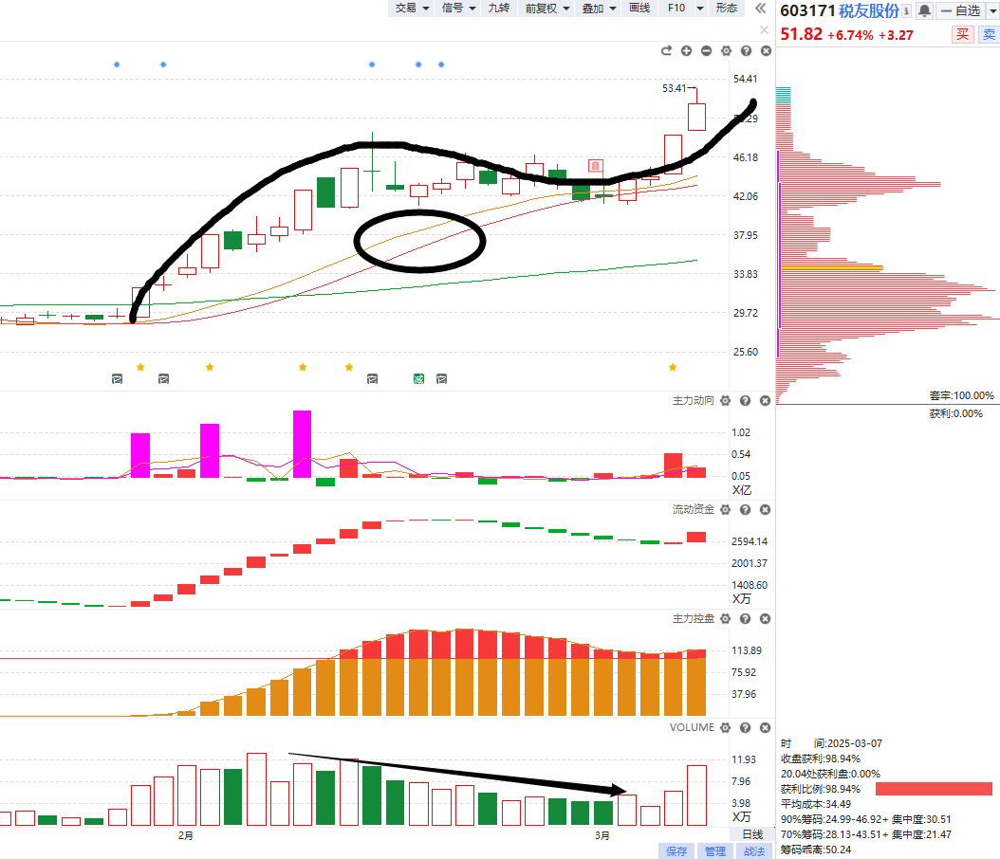 交易 信号 九转 前复权 叠加 画线 F10 形态
603171 税友股份
自选
51.82 +6.74% +3.27
买 卖
53.41
54.41
46.18
42.06
37.95
33.83
29.72
25.60
套牢:100.00%
获利:0.00%
主力动向
1.02
0.54
0.05
X亿
流动资金
2594.14
2001.37
1408.60
X万
主力控盘
113.89
75.92
37.96
VOLUME
11.93
7.96
3.98
X万
2月 3月 日线
保存 管理 战法
时 间:2025-03-07
收盘获利:98.94%
20.04处获利盘:0.00%
获利比例:98.94%
平均成本:34.49
90%筹码:24.99-46.92+ 集中度:30.51
70%筹码:28.13-43.51+ 集中度:21.47
筹码乖离:50.24